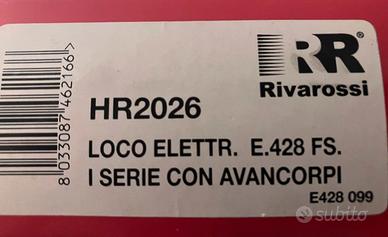 RR
Rivarossi
HR2026
LOCO ELETTR. E.428 FS.
I SERIE CON AVANCORPI
E428 099
8 033087 462166
subito